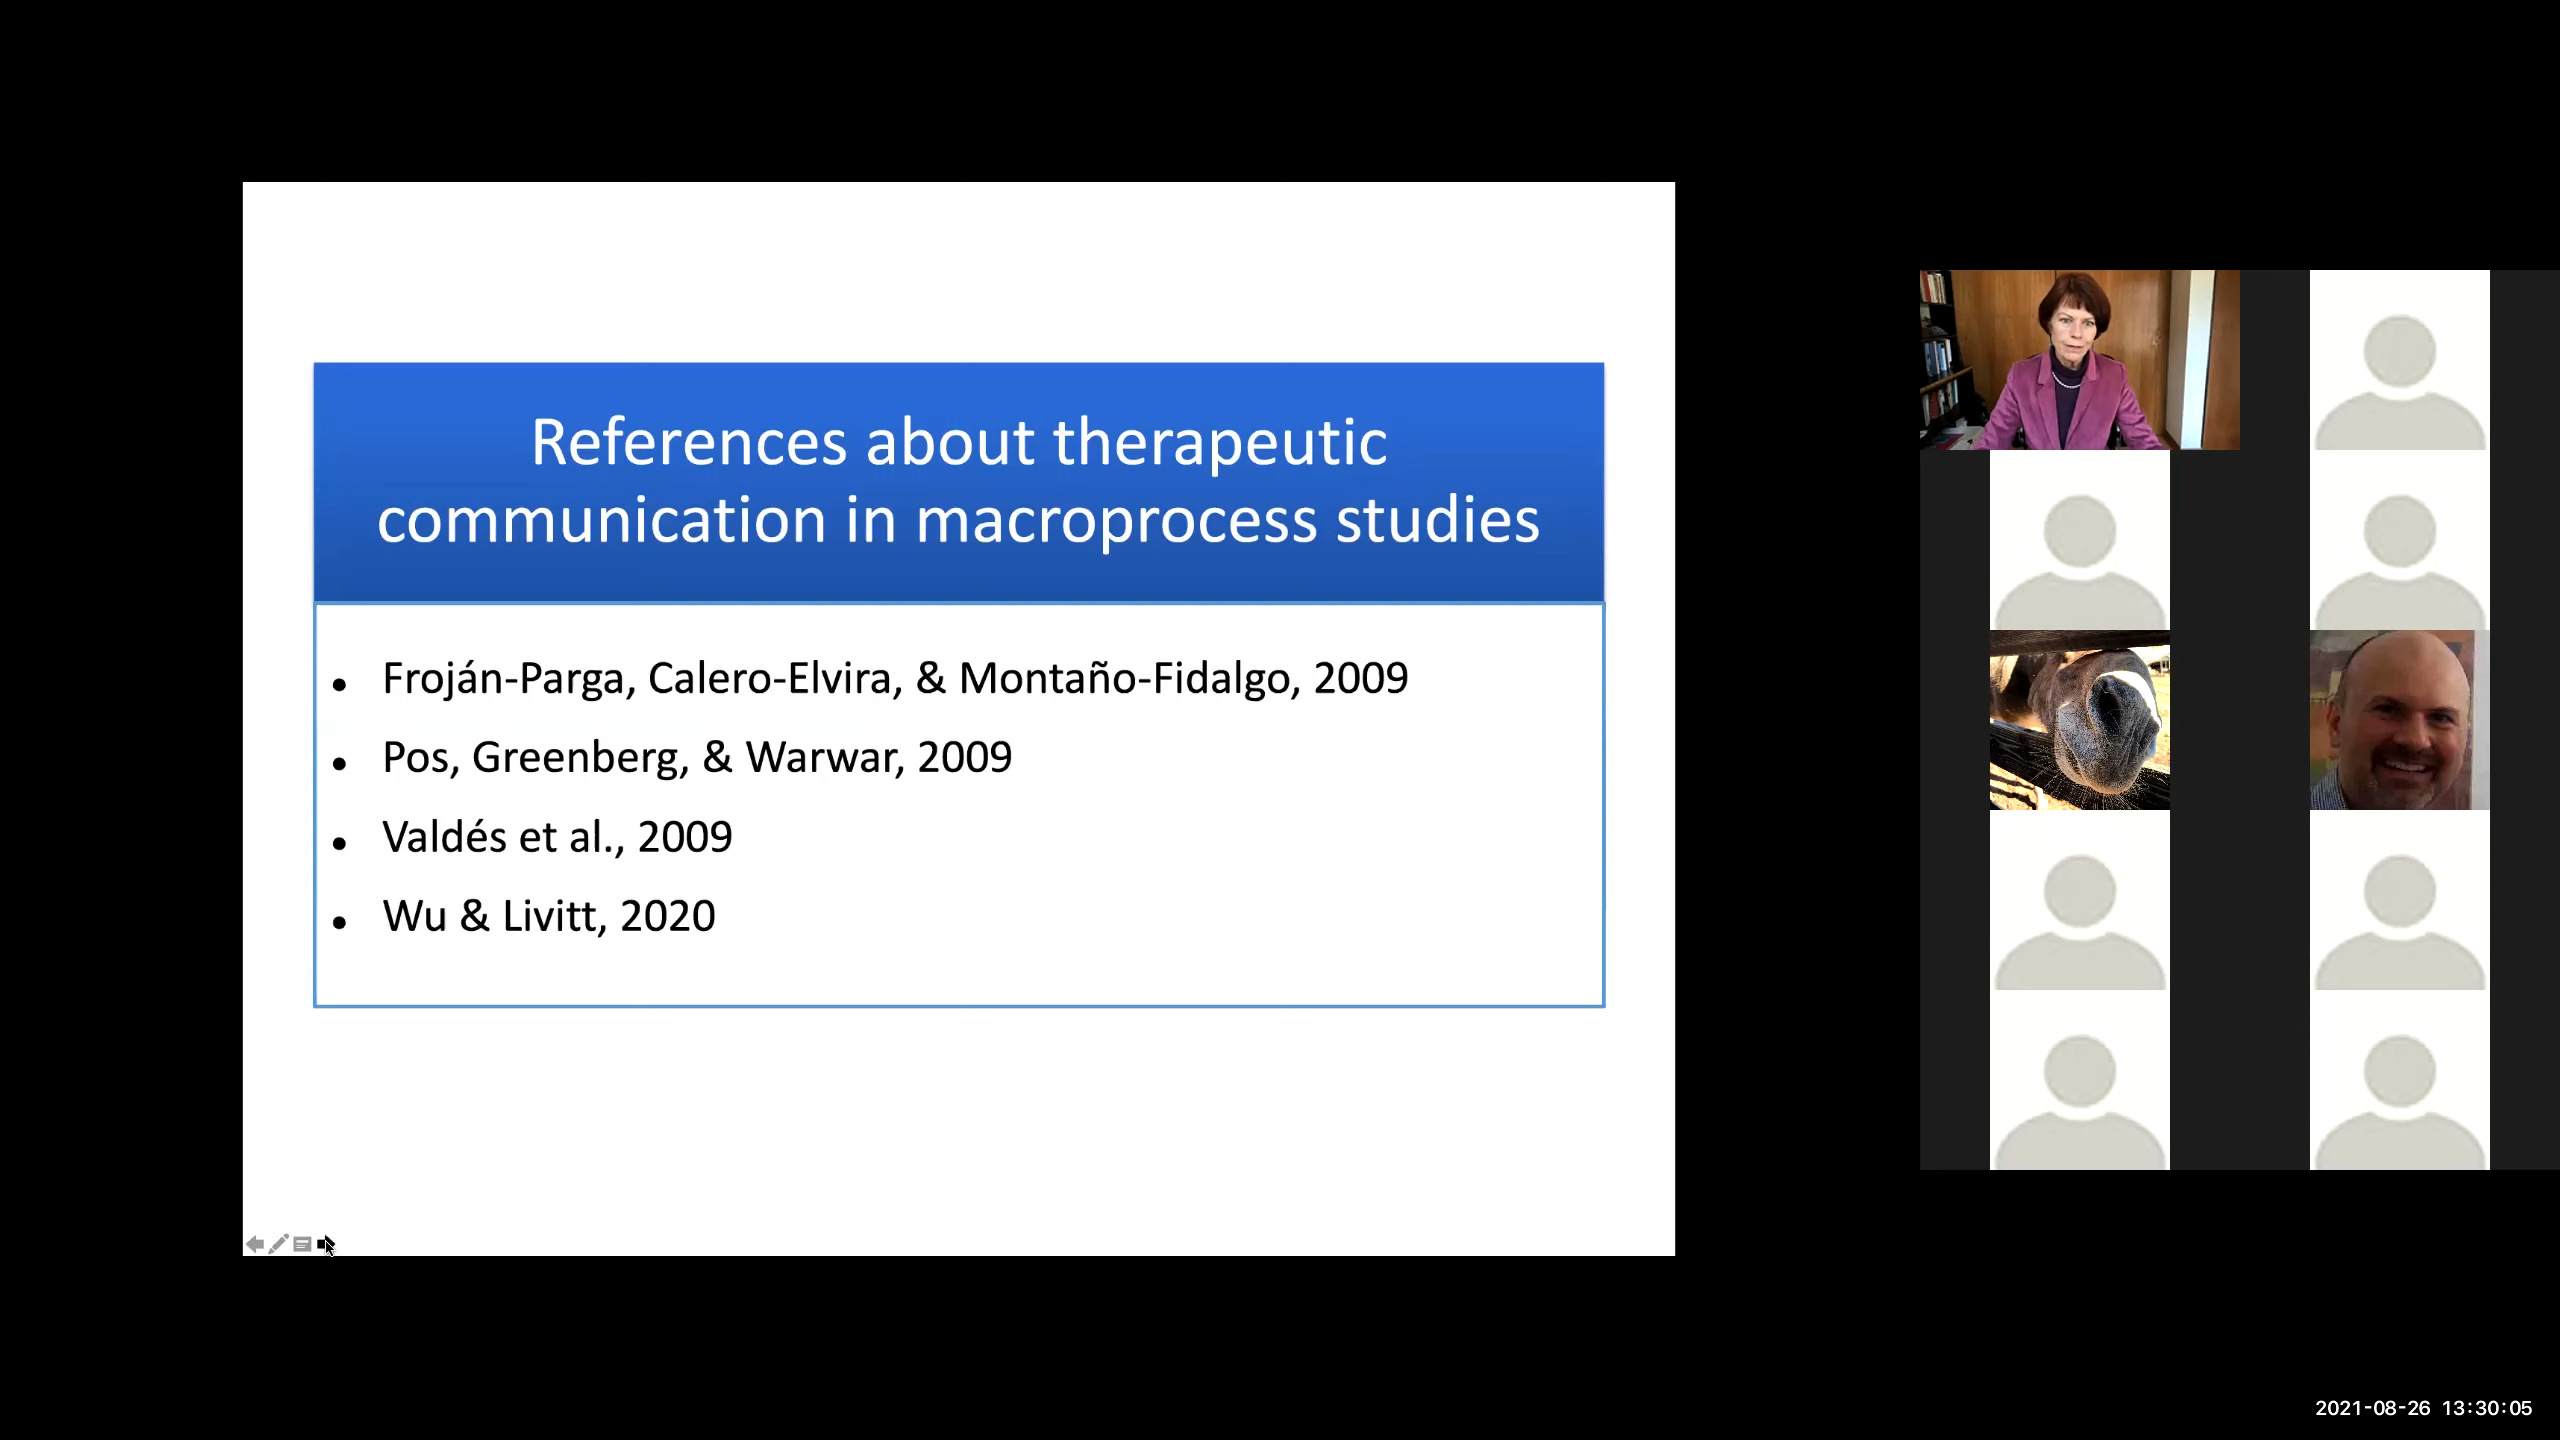 References about therapeutic
communication in macroprocess studies
• Froján-Parga, Calero-Elvira, & Montaño-Fidalgo, 2009
• Pos, Greenberg, & Warwar, 2009
• Valdés et al., 2009
• Wu & Livitt, 2020
2021-08-26 13:30:05